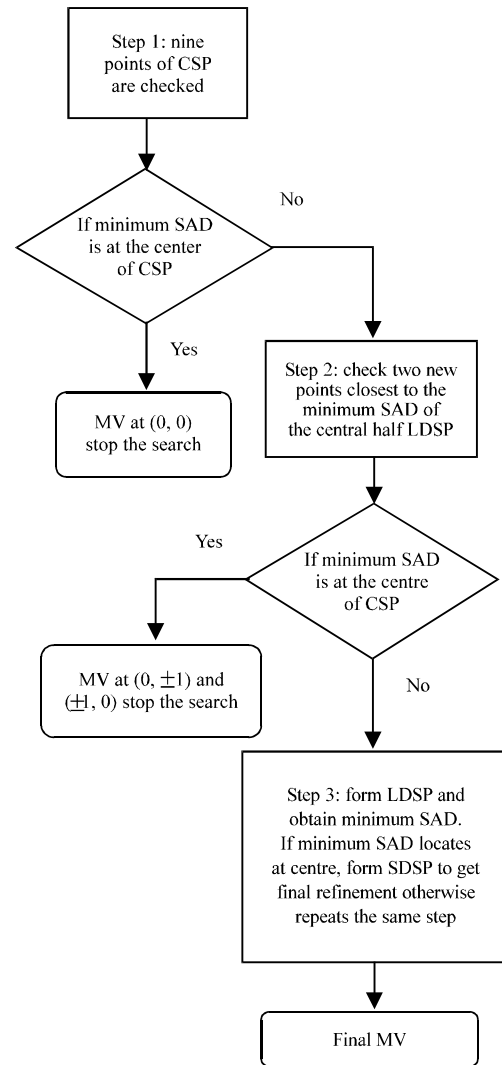 Step 1: nine
points of CSP
are checked
No
If minimum SAD
is at the center
of CSP
Yes
Step 2: check two new
points closest to the
minimum SAD of
the central half LDSP
MV at (0, 0)
stop the search
Yes
If minimum SAD
is at the centre
of CSP
MV at (0, ±1) and
(±1, 0) stop the search
No
Step 3: form LDSP and
obtain minimum SAD.
If minimum SAD locates
at centre, form SDSP to get
final refinement otherwise
repeats the same step
Final MV